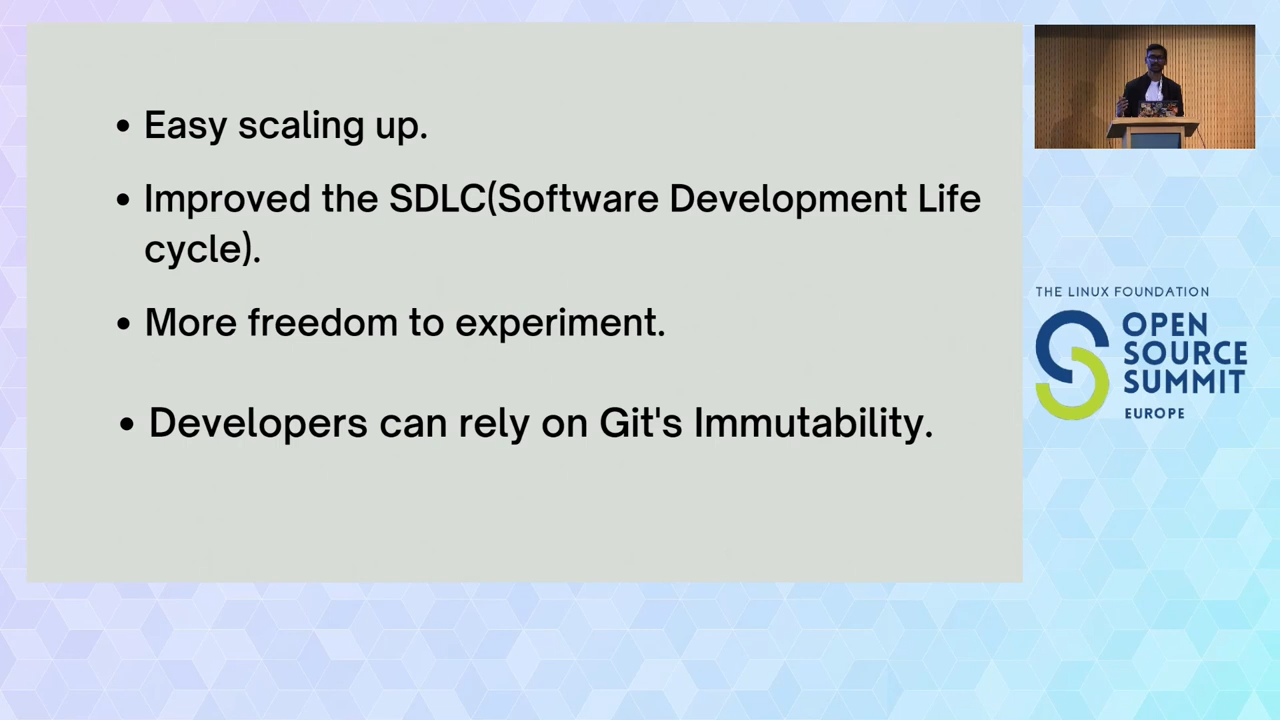 • Easy scaling up.
• Improved the SDLC(Software Development Life
cycle).
• More freedom to experiment.
• Developers can rely on Git's Immutability.
THE LINUX FOUNDATION
OPEN
SOURCE
SUMMIT
EUROPE